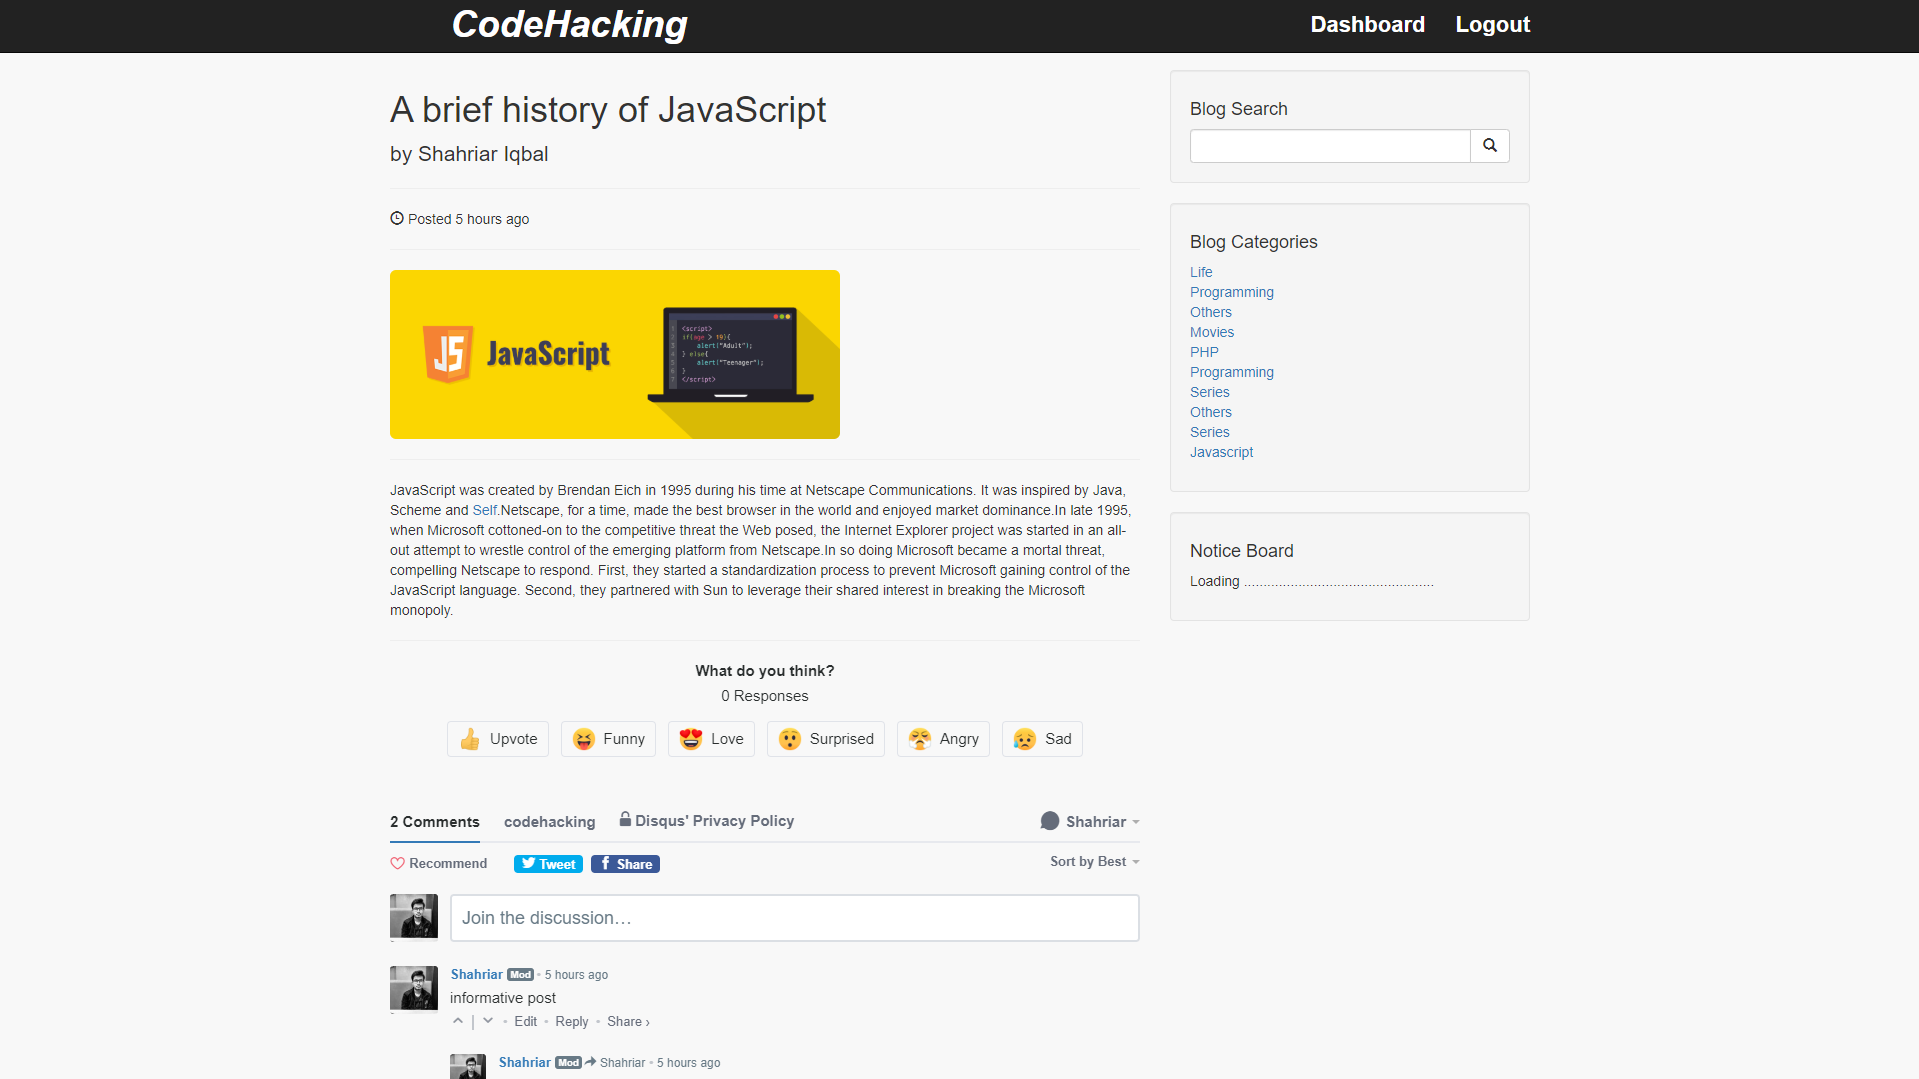 CodeHacking
Dashboard Logout
A brief history of JavaScript
by Shahriar Iqbal
Posted 5 hours ago
JS JavaScript
1 <script>
2 if(age > 19){
3 alert("Adult");
4 } else{
5 alert("Teenager");
6 }
7 </script>
JavaScript was created by Brendan Eich in 1995 during his time at Netscape Communications. It was inspired by Java,
Scheme and Self.Netscape, for a time, made the best browser in the world and enjoyed market dominance.In late 1995,
when Microsoft cottoned-on to the competitive threat the Web posed, the Internet Explorer project was started in an all-
out attempt to wrestle control of the emerging platform from Netscape.In so doing Microsoft became a mortal threat,
compelling Netscape to respond. First, they started a standardization process to prevent Microsoft gaining control of the
JavaScript language. Second, they partnered with Sun to leverage their shared interest in breaking the Microsoft
monopoly.
What do you think?
0 Responses
Upvote Funny Love Surprised Angry Sad
2 Comments codehacking Disqus' Privacy Policy Shahriar
Recommend Tweet Share Sort by Best
Join the discussion…
Shahriar Mod • 5 hours ago
informative post
Edit • Reply • Share ›
Shahriar Mod Shahriar • 5 hours ago
Blog Search
Blog Categories
Life
Programming
Others
Movies
PHP
Programming
Series
Others
Series
Javascript
Notice Board
Loading .................................................